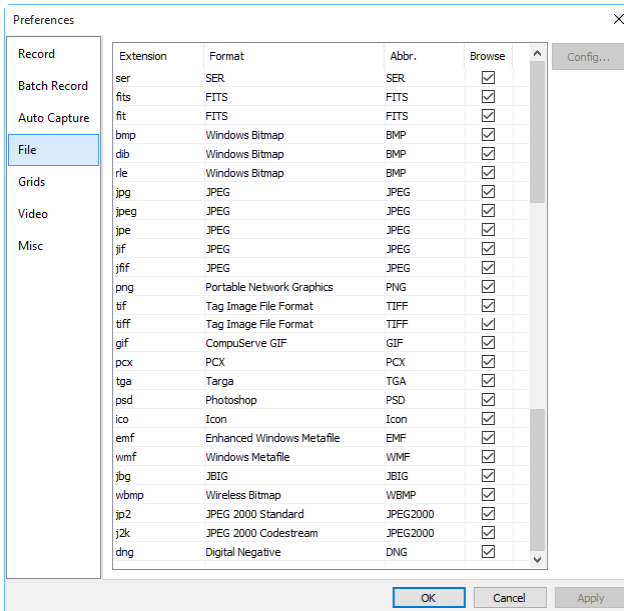 Preferences
Record
Batch Record
Auto Capture
File
Grids
Video
Misc
Extension Format Abbr. Browse
ser SER SER
fits FITS FITS
fit FITS FITS
bmp Windows Bitmap BMP
dib Windows Bitmap BMP
rle Windows Bitmap BMP
jpg JPEG JPEG
jpeg JPEG JPEG
jpe JPEG JPEG
jif JPEG JPEG
jfif JPEG JPEG
png Portable Network Graphics PNG
tif Tag Image File Format TIFF
tiff Tag Image File Format TIFF
gif CompuServe GIF GIF
pcx PCX PCX
tga Targa TGA
psd Photoshop PSD
ico Icon Icon
emf Enhanced Windows Metafile EMF
wmf Windows Metafile WMF
jbg JBIG JBIG
wbmp Wireless Bitmap WBMP
jp2 JPEG 2000 Standard JPEG2000
j2k JPEG 2000 Codestream JPEG2000
dng Digital Negative DNG
Config...
OK Cancel Apply